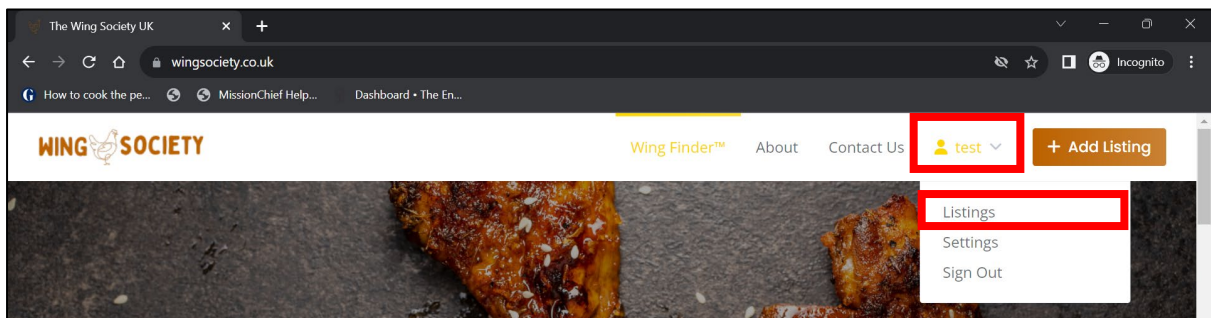 The Wing Society UK
wingsociety.co.uk
Incognito
How to cook the pe...
MissionChief Help...
Dashboard • The En...
WING SOCIETY
Wing Finder™
About
Contact Us
test
+ Add Listing
Listings
Settings
Sign Out